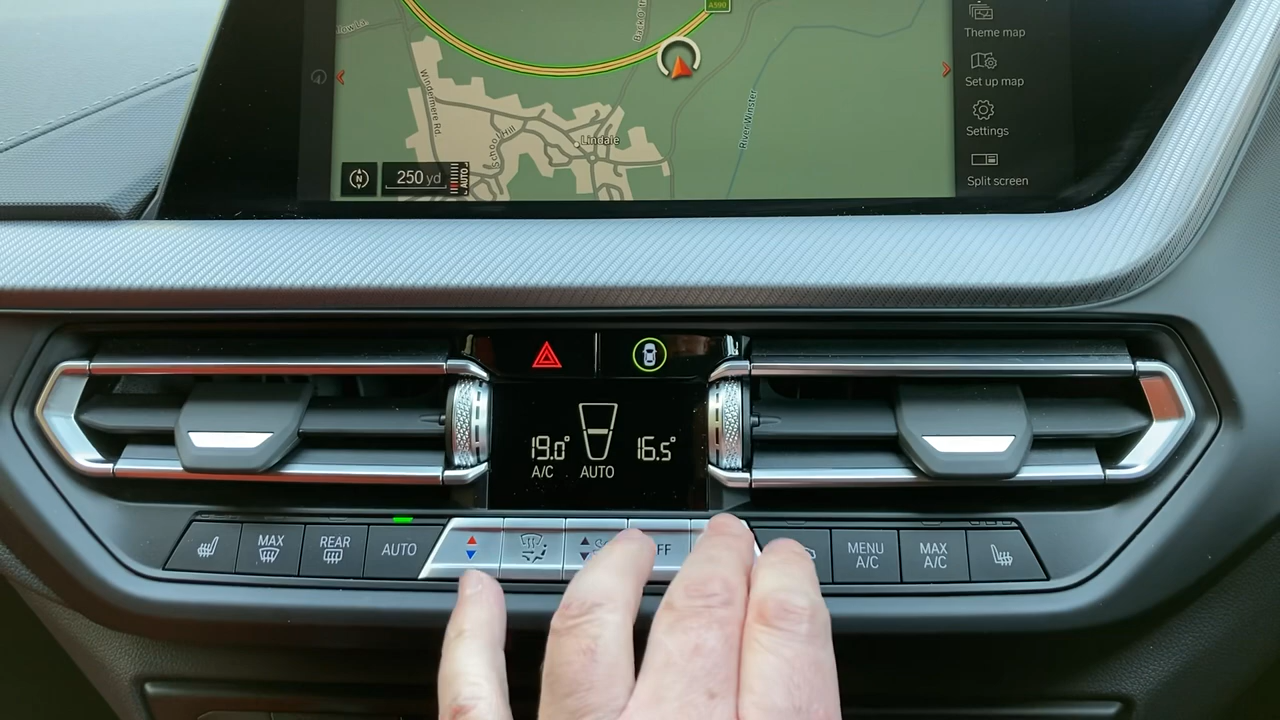 A590
Theme map
Set up map
Windermere Rd.
School Hill
Lindale
River Winster
Settings
250 yd
AUTO
Split screen
19.0°
16.5°
A/C
AUTO
MAX
REAR
AUTO
MENU
A/C
MAX
A/C